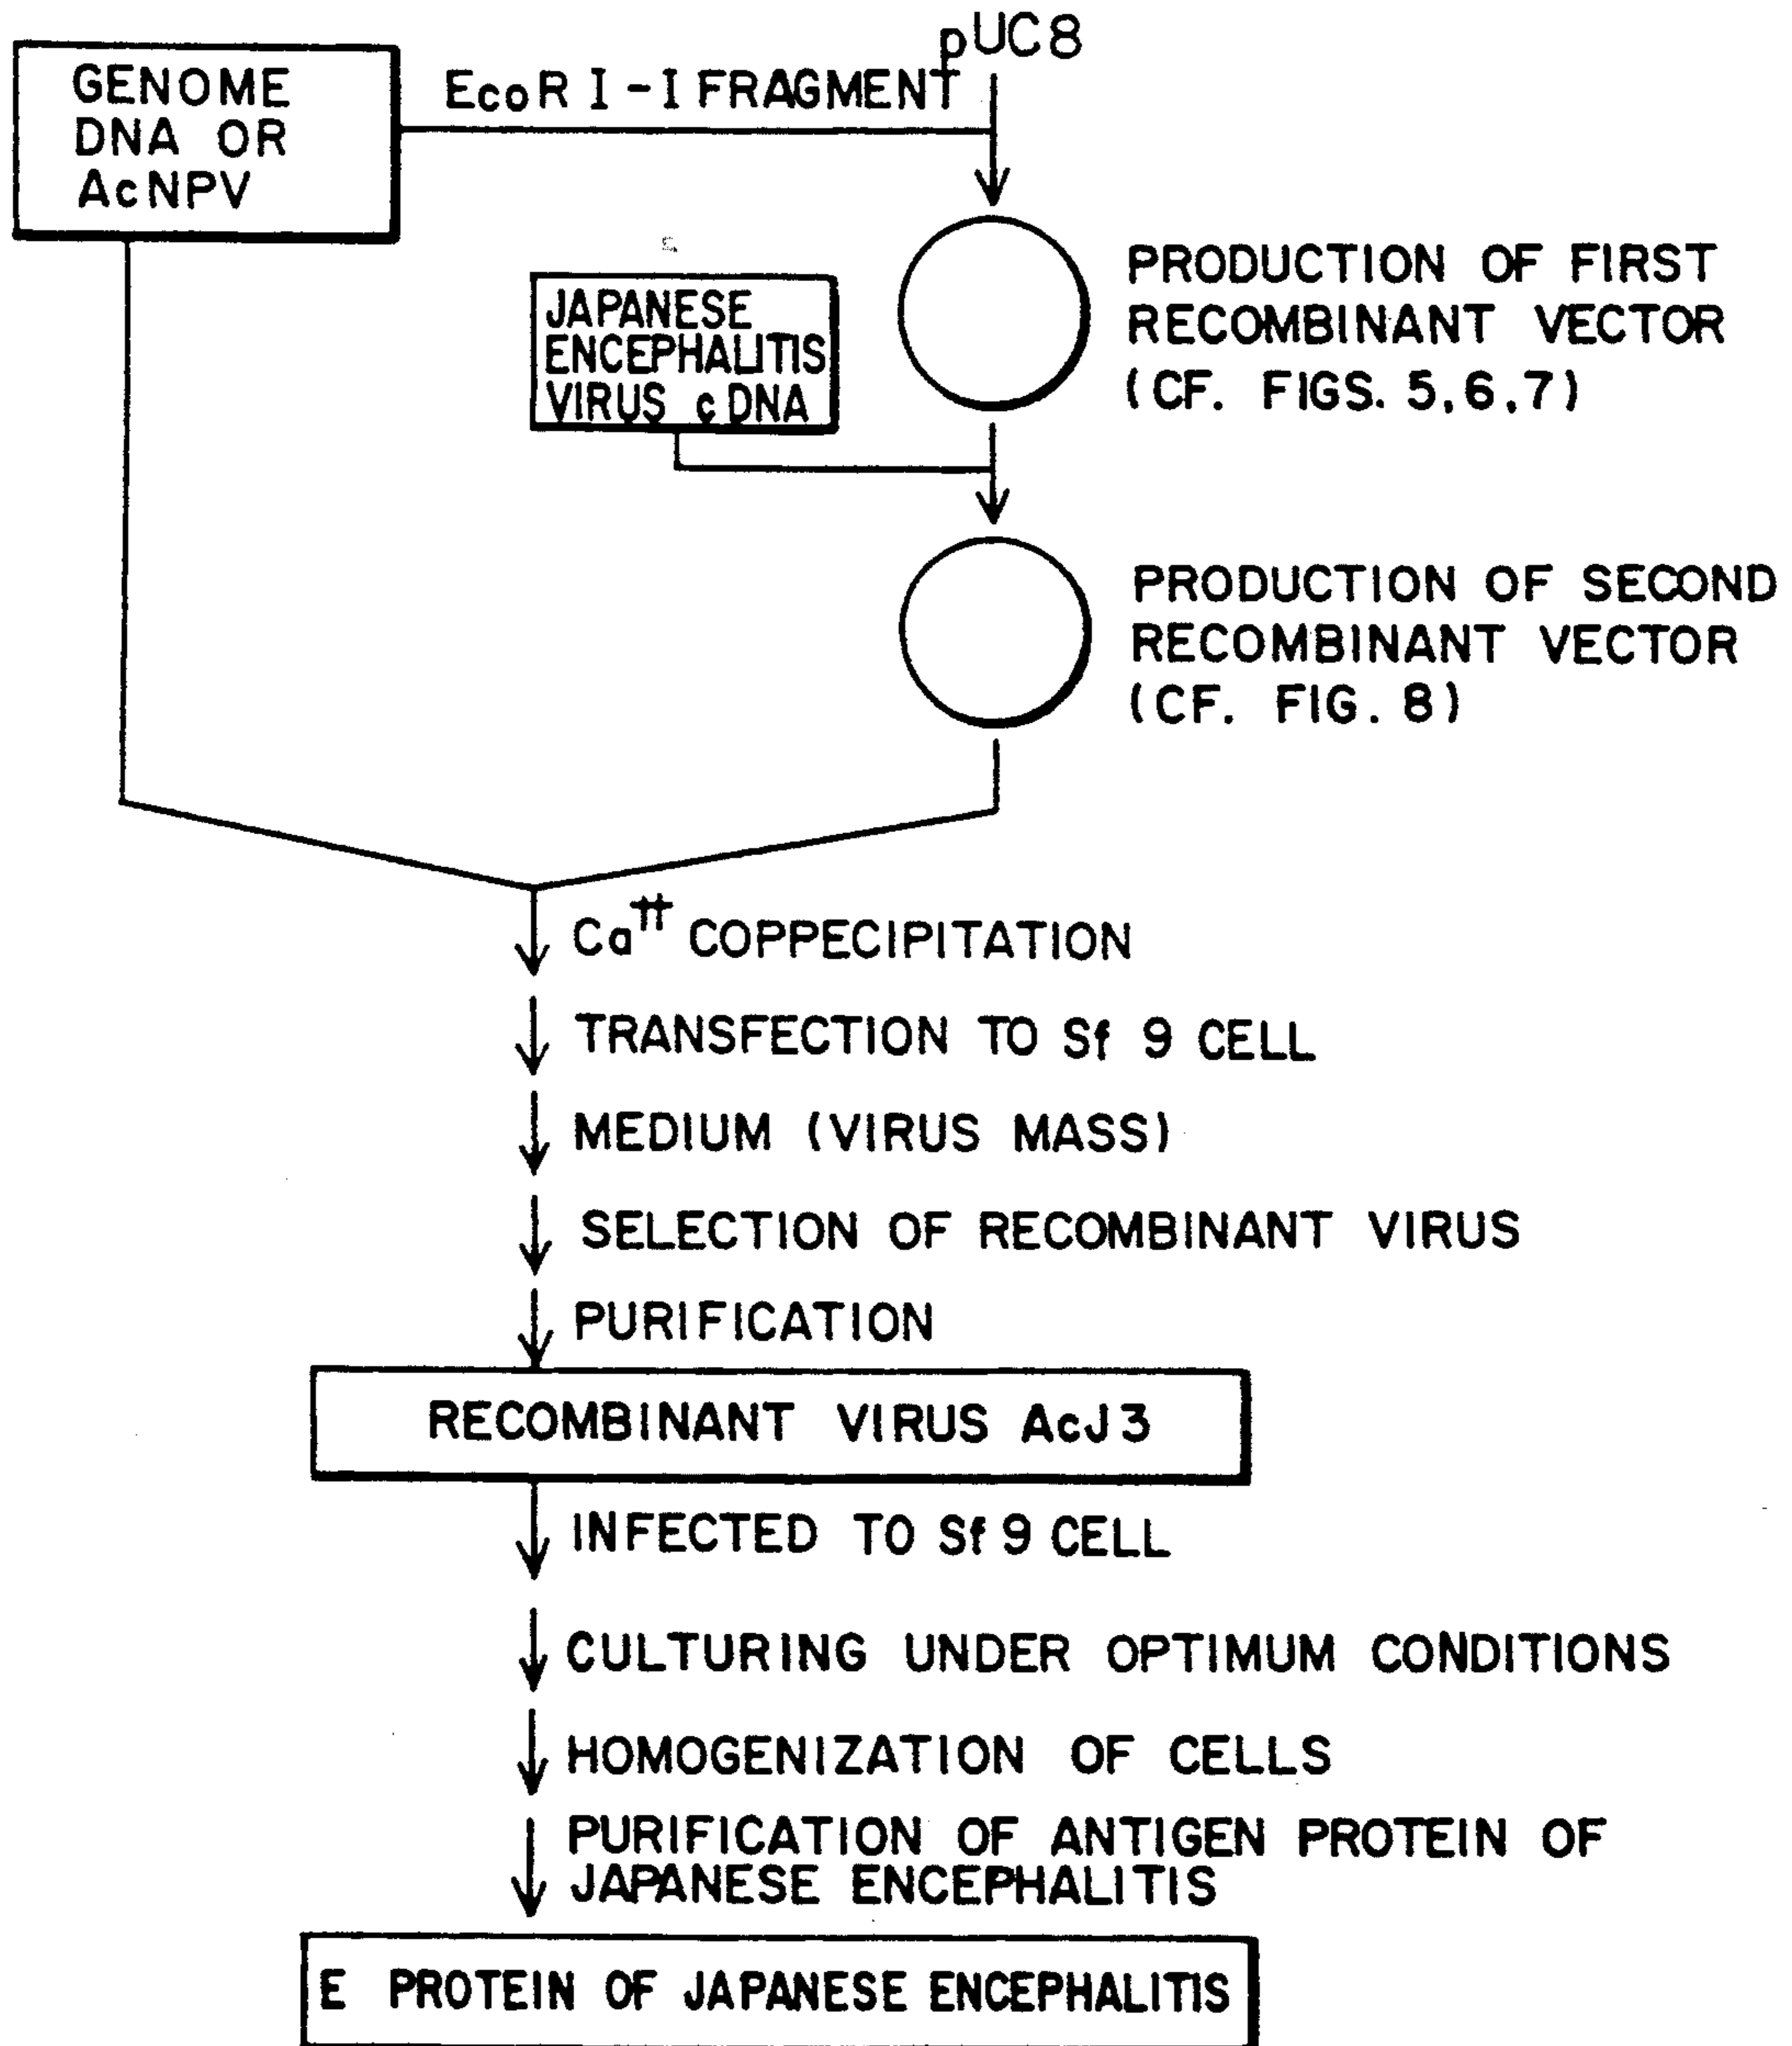 pUC8
GENOME
DNA OR
AcNPV
EcoR I-I FRAGMENT
JAPANESE
ENCEPHALITIS
VIRUS cDNA
PRODUCTION OF FIRST
RECOMBINANT VECTOR
(CF. FIGS. 5,6,7)
PRODUCTION OF SECOND
RECOMBINANT VECTOR
(CF. FIG. 8)
Ca++ COPPECIPITATION
TRANSFECTION TO Sf 9 CELL
MEDIUM (VIRUS MASS)
SELECTION OF RECOMBINANT VIRUS
PURIFICATION
RECOMBINANT VIRUS AcJ3
INFECTED TO Sf9 CELL
CULTURING UNDER OPTIMUM CONDITIONS
HOMOGENIZATION OF CELLS
PURIFICATION OF ANTIGEN PROTEIN OF
JAPANESE ENCEPHALITIS
E PROTEIN OF JAPANESE ENCEPHALITIS